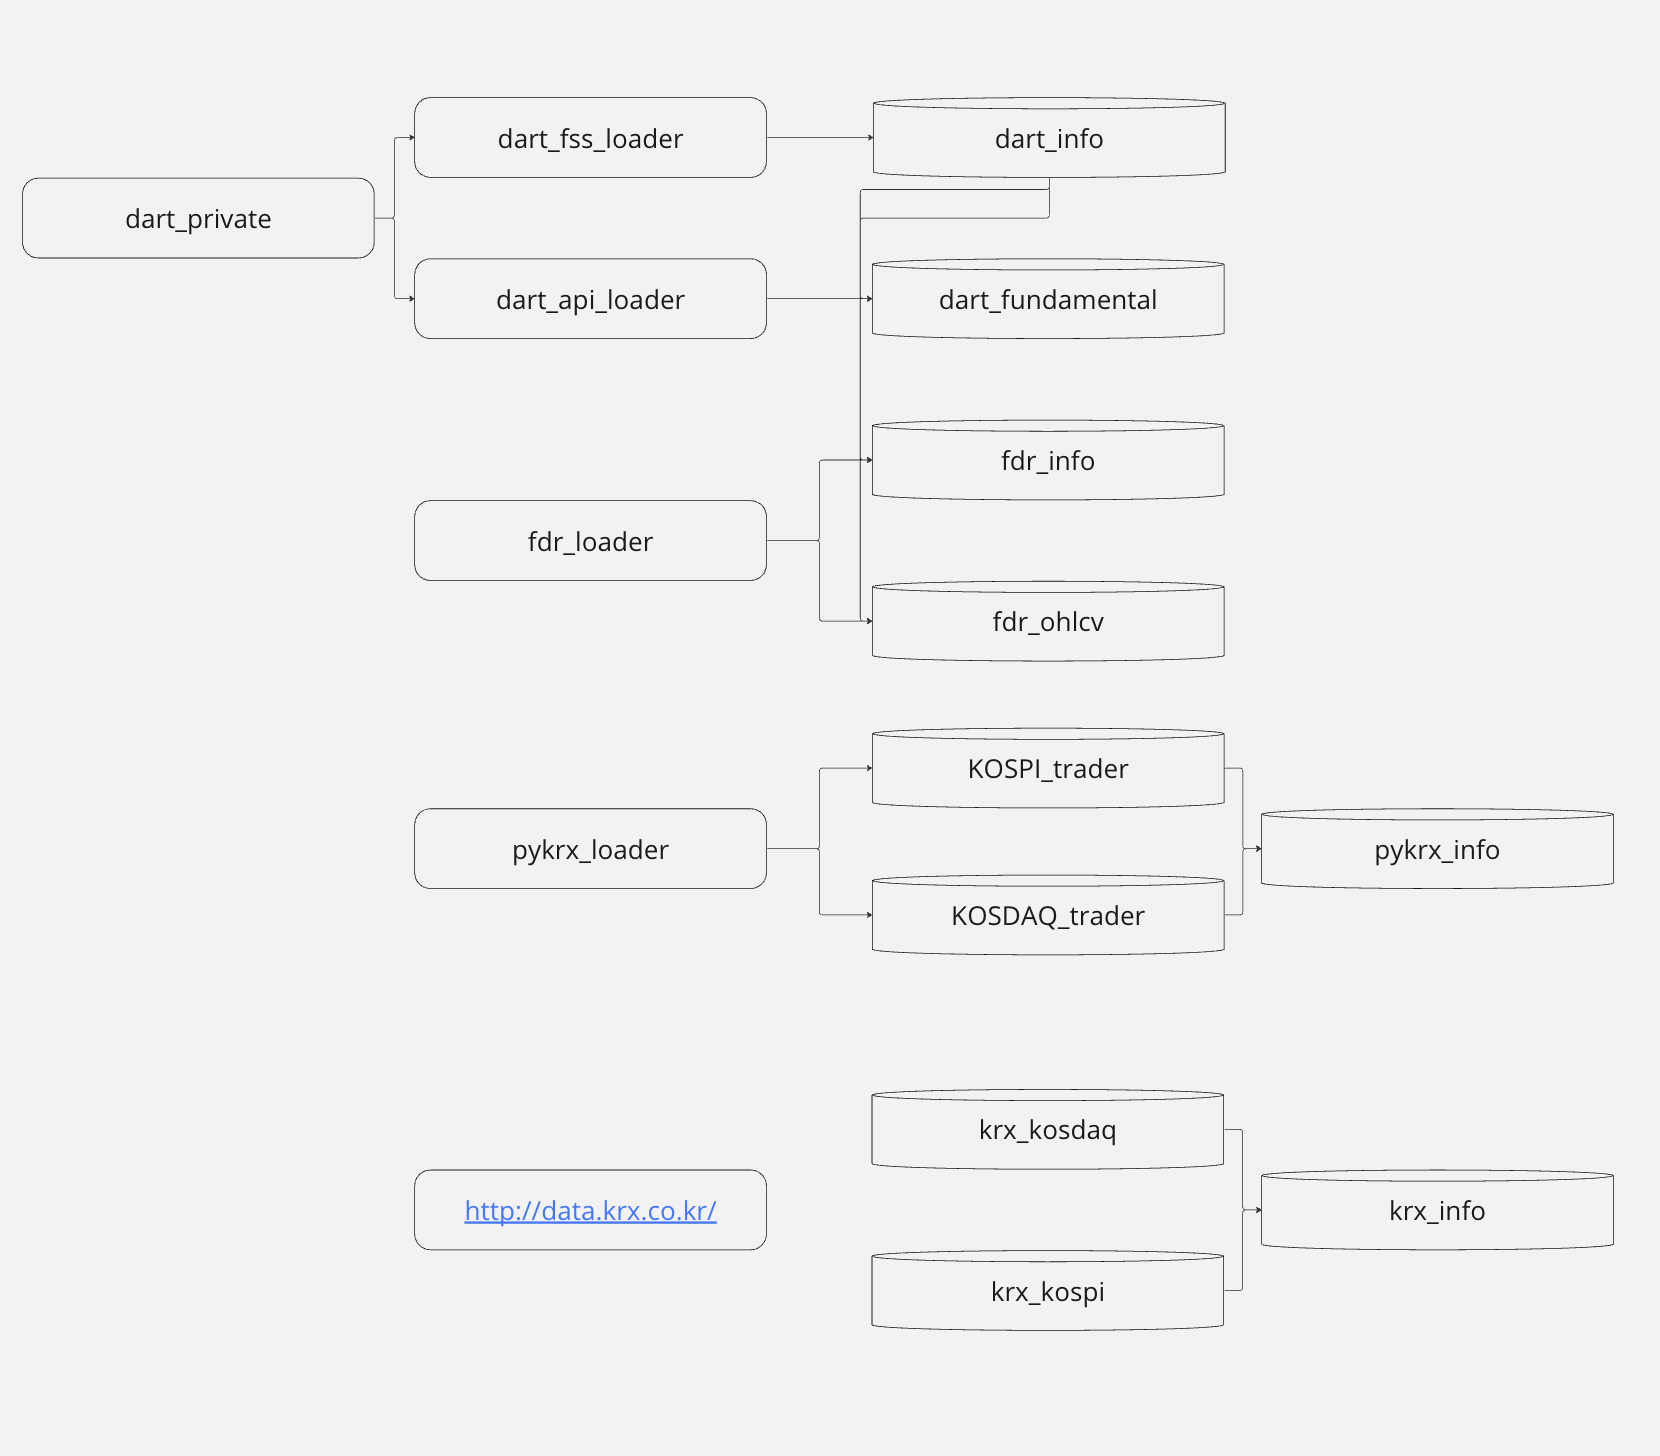 dart_fss_loader
dart_info
dart_private
dart_api_loader
dart_fundamental
fdr_info
fdr_loader
fdr_ohlcv
KOSPI_trader
pykrx_loader
pykrx_info
KOSDAQ_trader
krx_kosdaq
http://data.krx.co.kr/
krx_info
krx_kospi